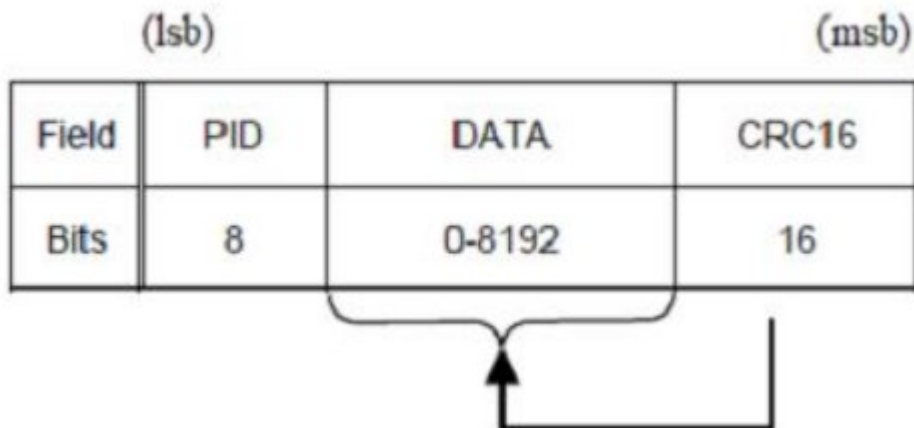 (lsb) (msb)
Field PID DATA CRC16
Bits 8 0-8192 16